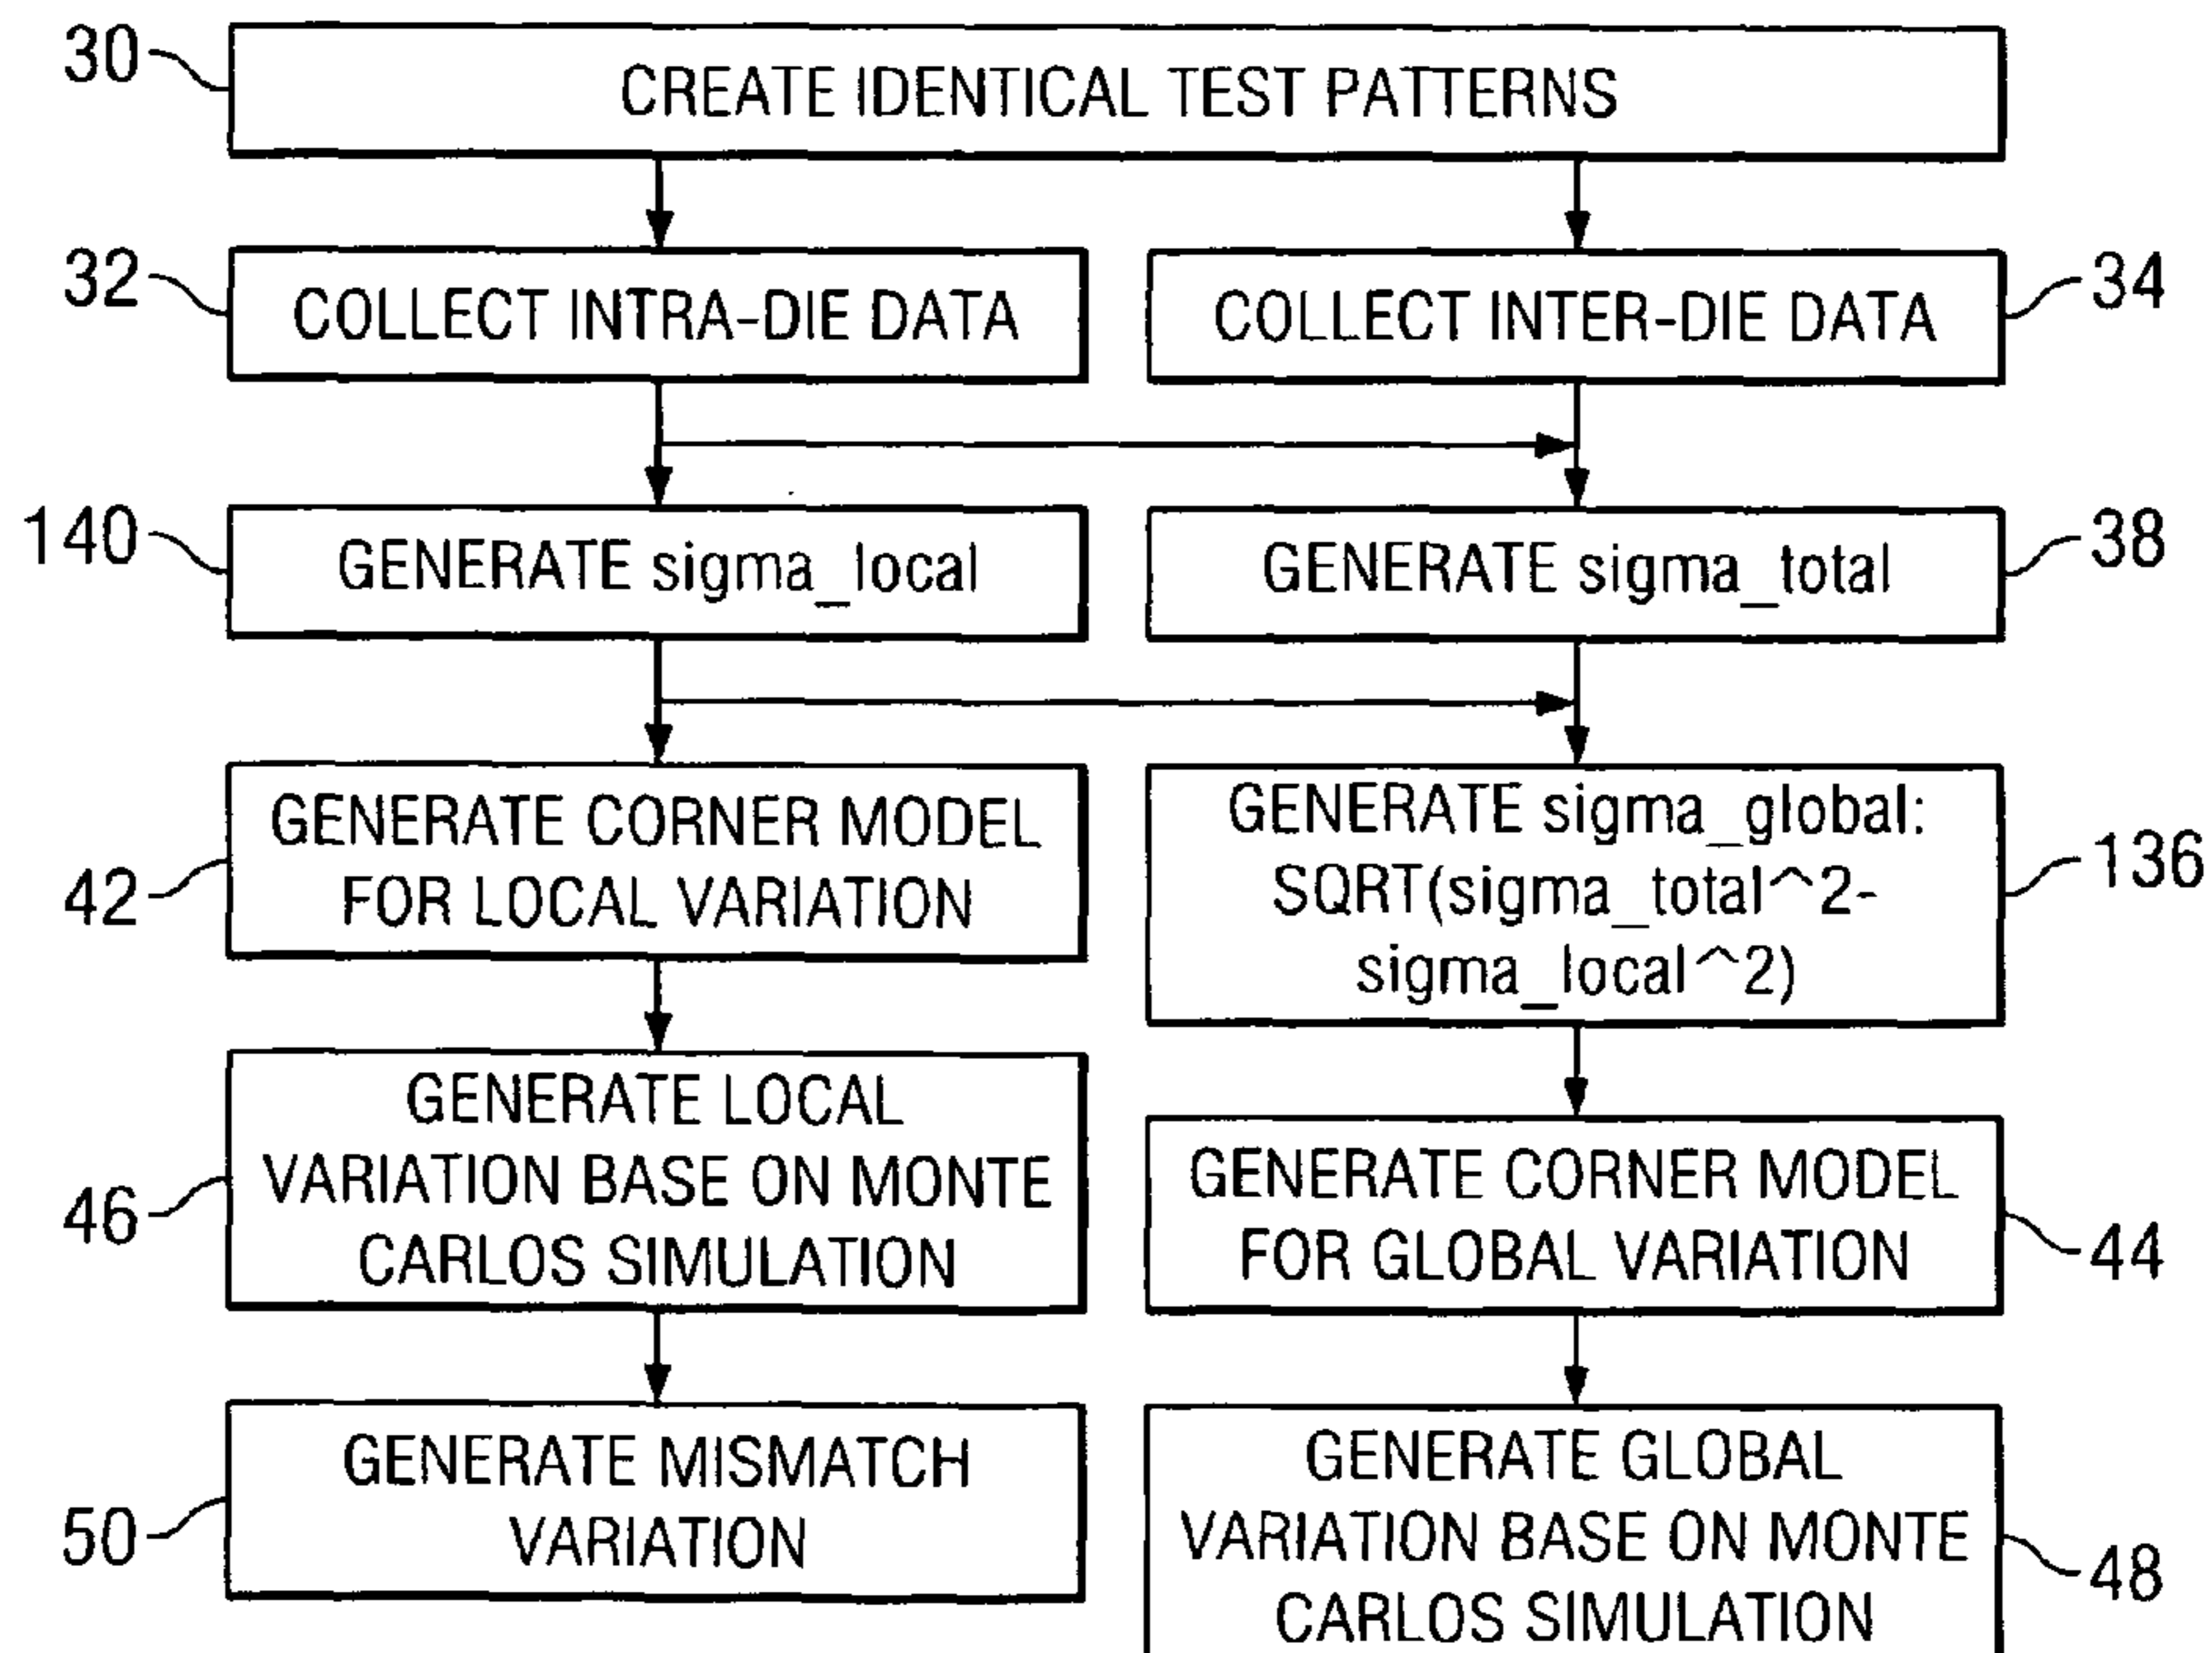 30
CREATE IDENTICAL TEST PATTERNS
32
COLLECT INTRA-DIE DATA
COLLECT INTER-DIE DATA
34
140
GENERATE sigma_local
GENERATE sigma_total
38
42
GENERATE CORNER MODEL
FOR LOCAL VARIATION
GENERATE sigma_global:
SQRT(sigma_total^2-
sigma_local^2)
136
46
GENERATE LOCAL
VARIATION BASE ON MONTE
CARLOS SIMULATION
GENERATE CORNER MODEL
FOR GLOBAL VARIATION
44
50
GENERATE MISMATCH
VARIATION
GENERATE GLOBAL
VARIATION BASE ON MONTE
CARLOS SIMULATION
48